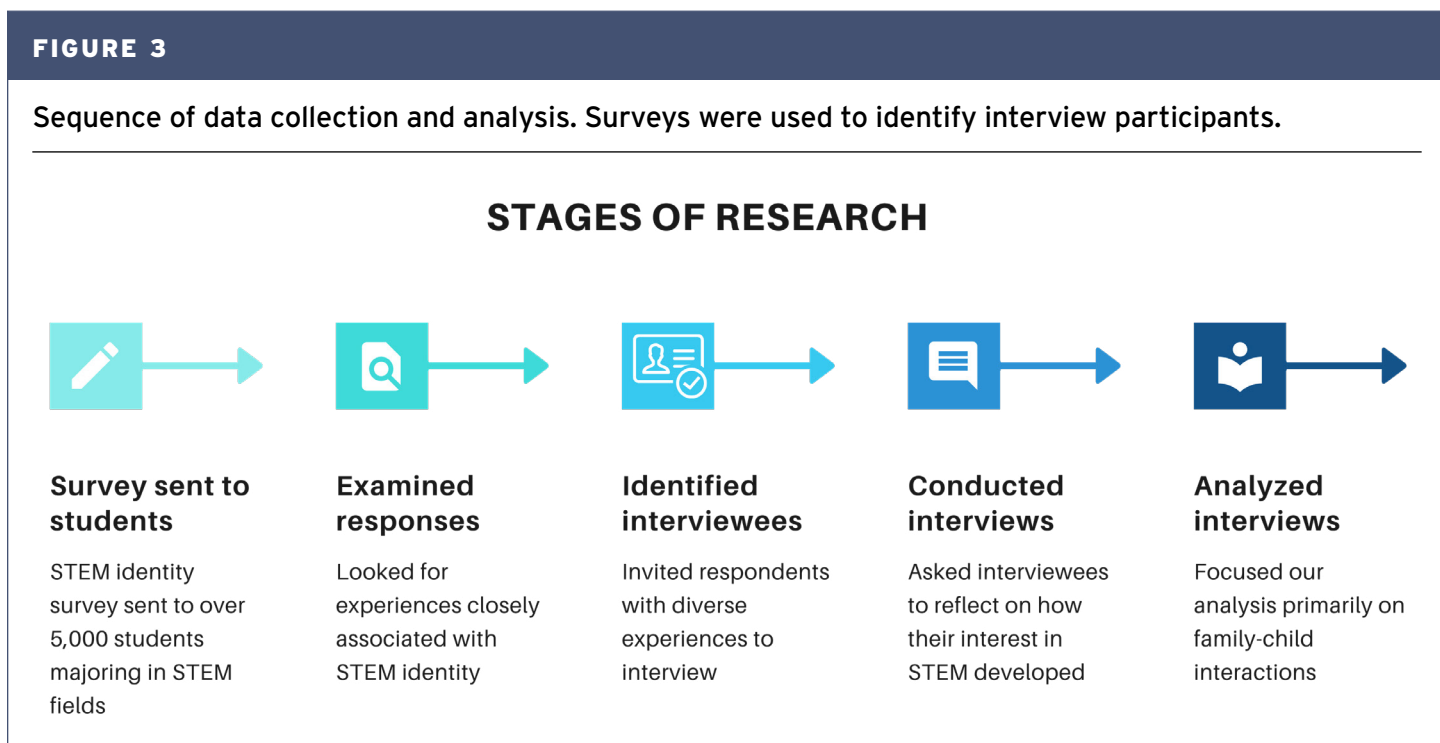 FIGURE 3
Sequence of data collection and analysis. Surveys were used to identify interview participants.
STAGES OF RESEARCH
Survey sent to
students
STEM identity
survey sent to over
5,000 students
majoring in STEM
fields
Examined
responses
Looked for
experiences closely
associated with
STEM identity
Identified
interviewees
Invited respondents
with diverse
experiences to
interview
Conducted
interviews
Asked interviewees
to reflect on how
their interest in
STEM developed
Analyzed
interviews
Focused our
analysis primarily on
family-child
interactions